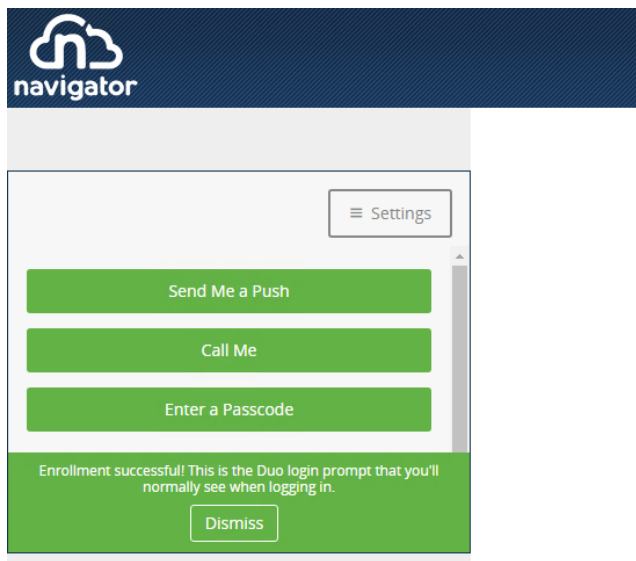 n
navigator
≡ Settings
Send Me a Push
Call Me
Enter a Passcode
Enrollment successful! This is the Duo login prompt that you'll
normally see when logging in.
Dismiss